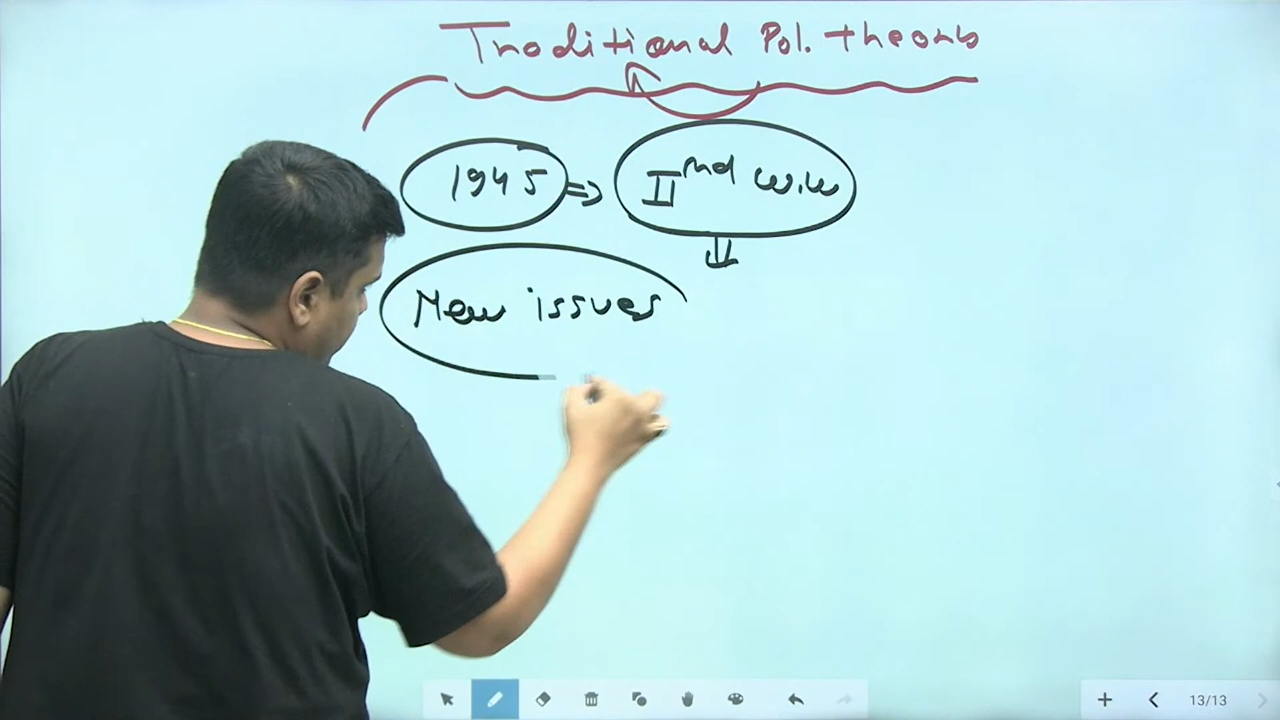 Traditional Pol. theory
1945 ⇒ IInd W.W
New issues
13/13